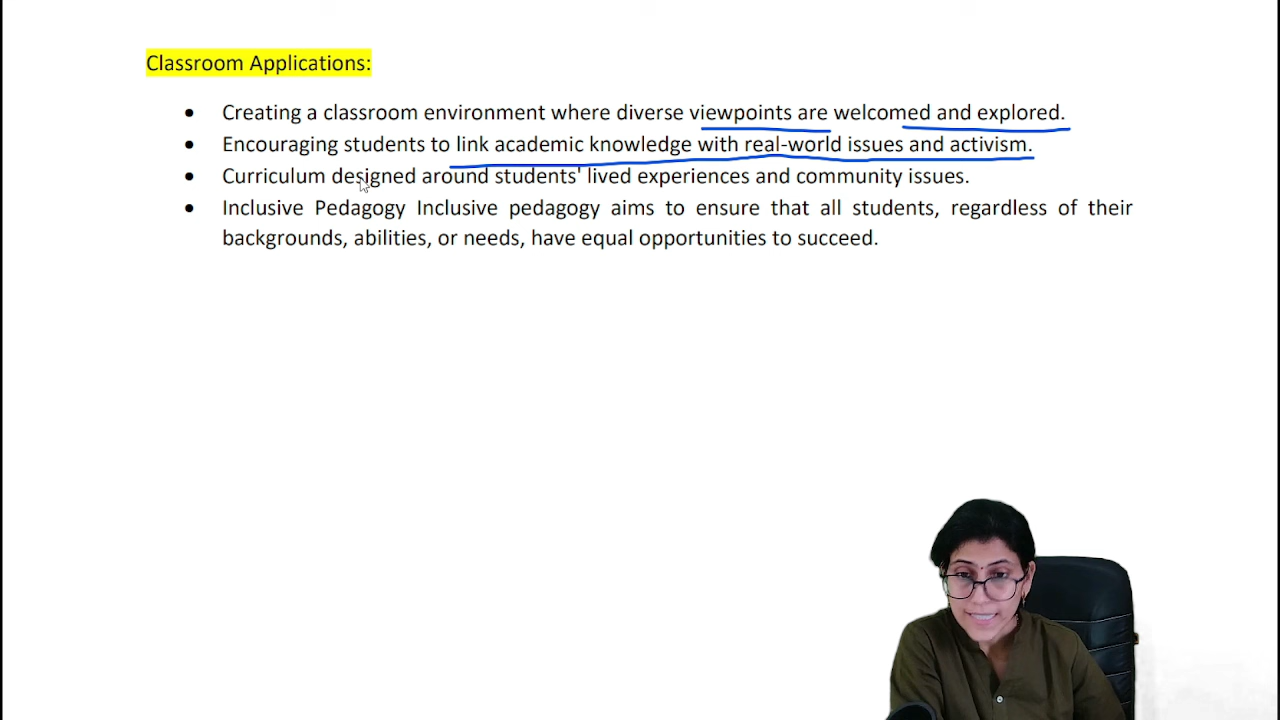 Classroom Applications:
• Creating a classroom environment where diverse viewpoints are welcomed and explored.
• Encouraging students to link academic knowledge with real-world issues and activism.
• Curriculum designed around students' lived experiences and community issues.
• Inclusive Pedagogy Inclusive pedagogy aims to ensure that all students, regardless of their
backgrounds, abilities, or needs, have equal opportunities to succeed.